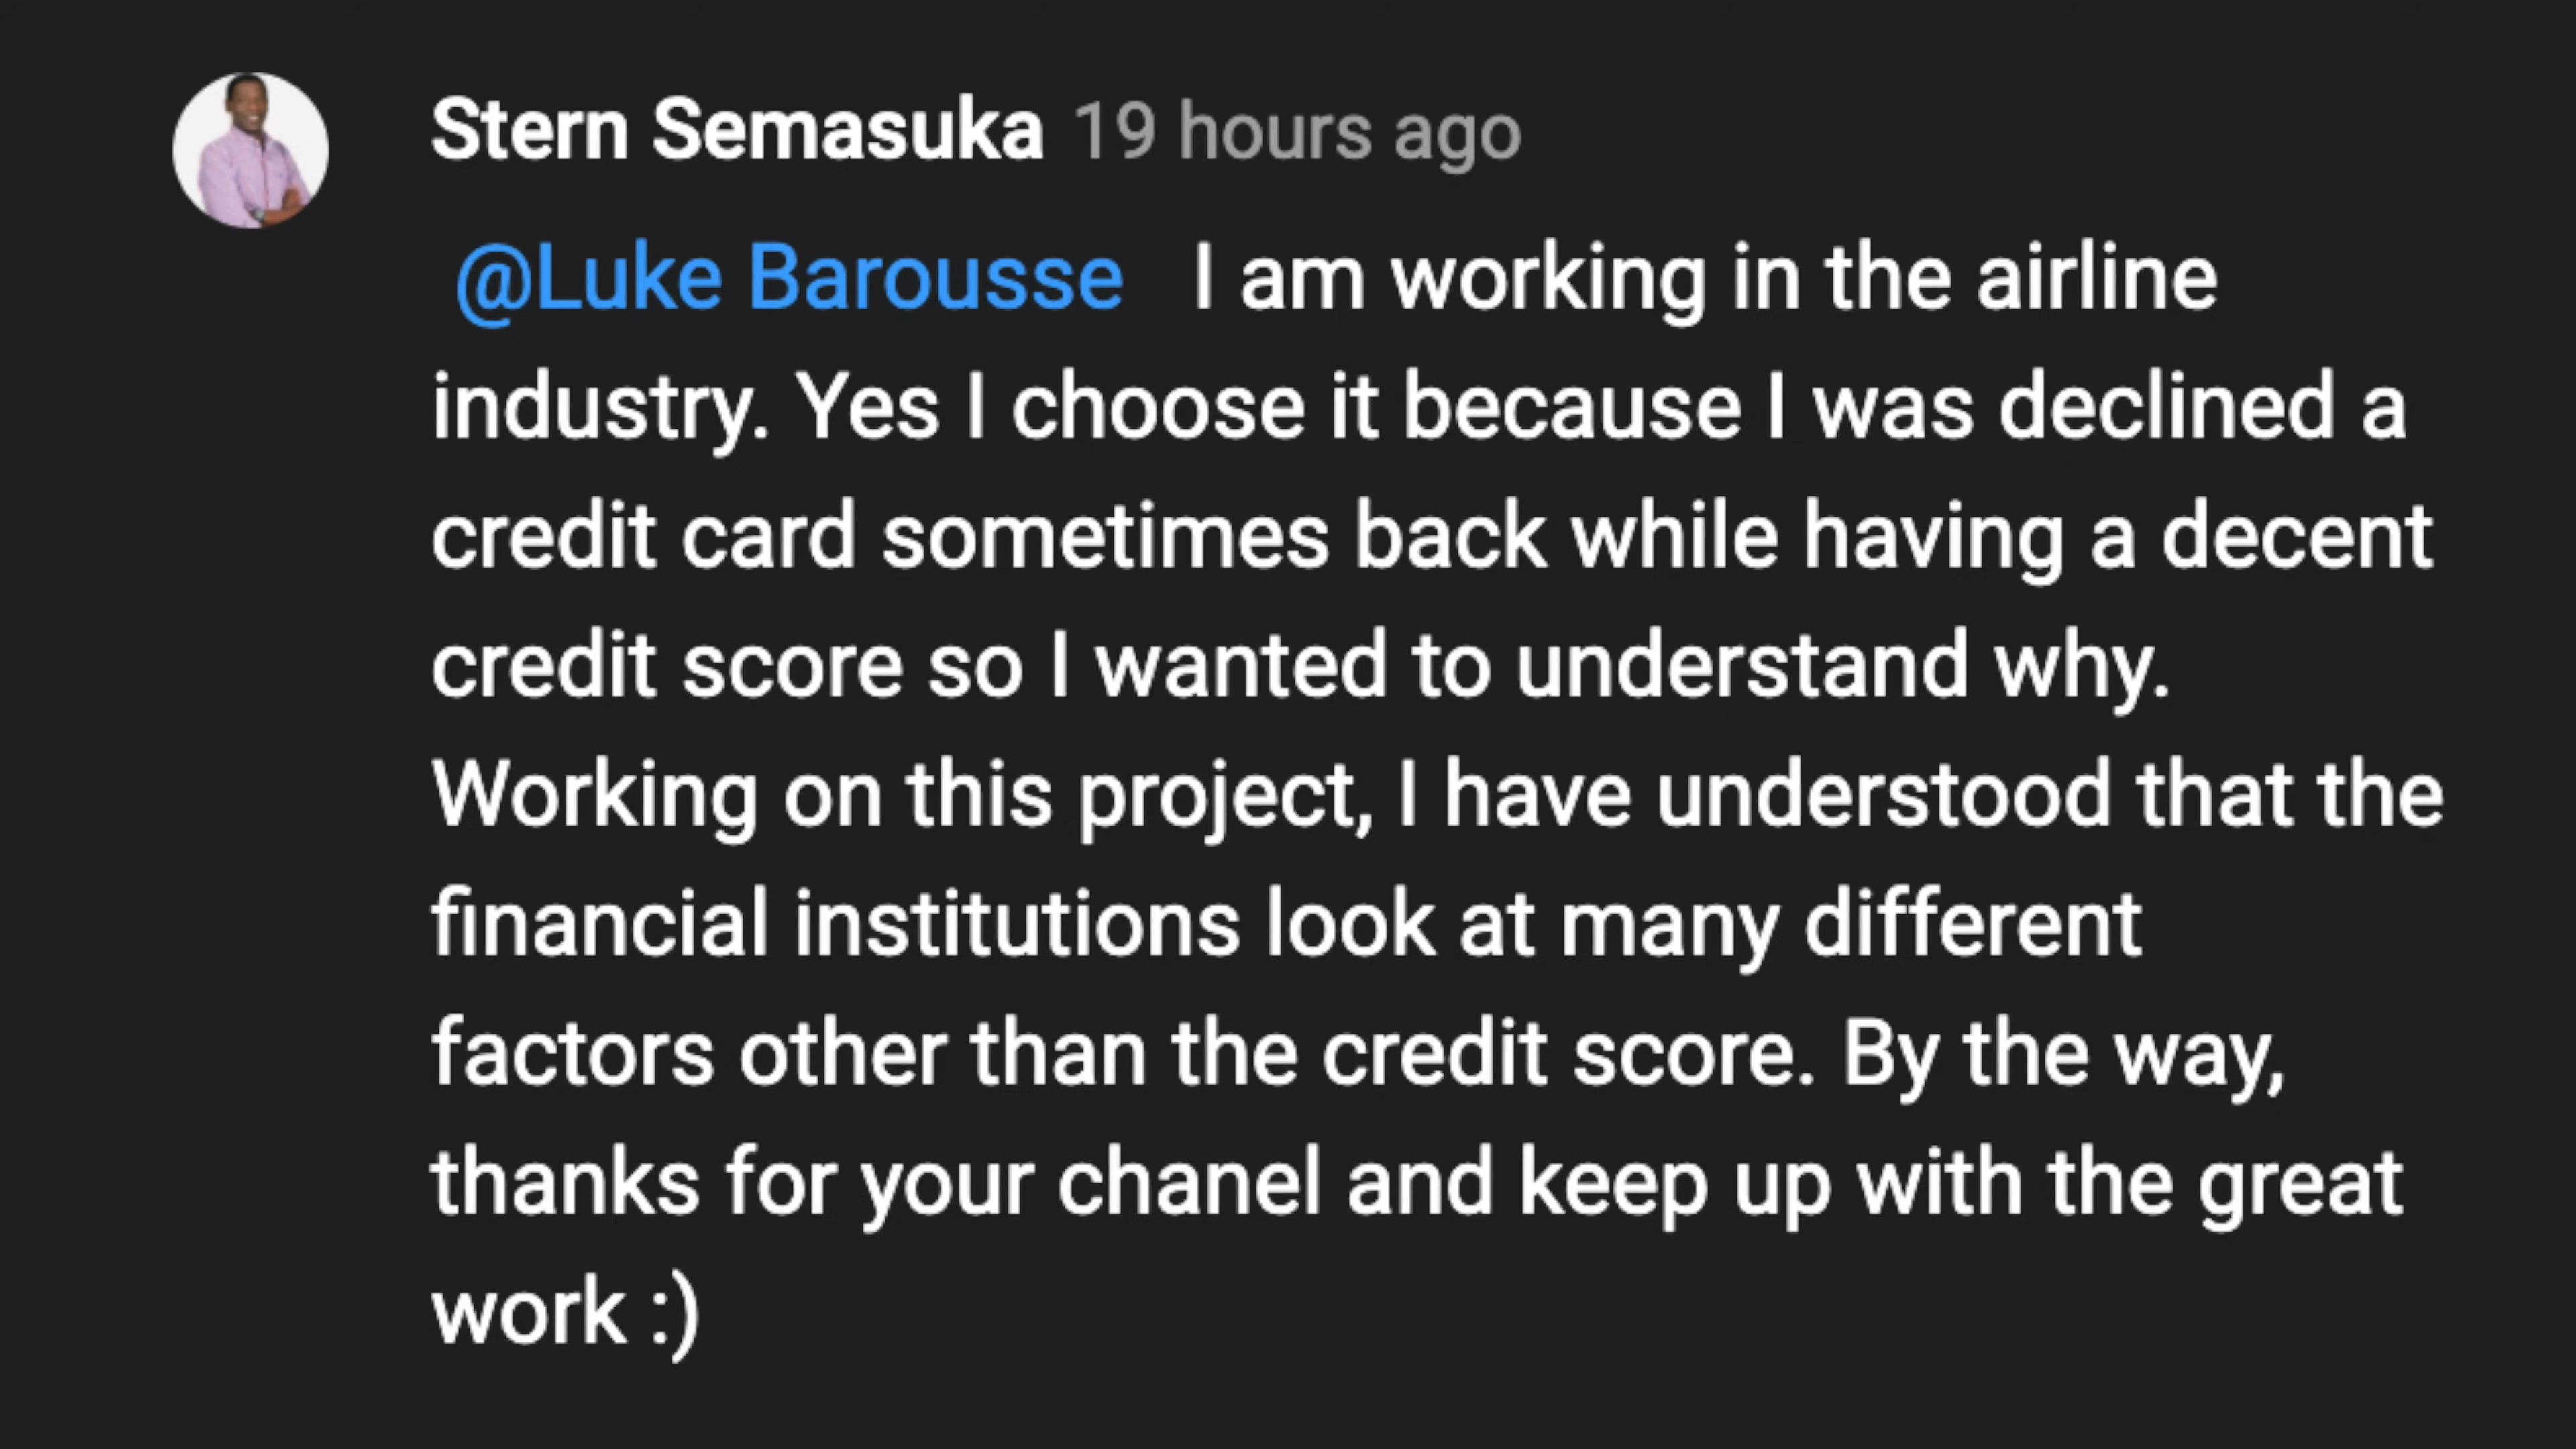 Stern Semasuka 19 hours ago
@Luke Barousse I am working in the airline
industry. Yes I choose it because I was declined a
credit card sometimes back while having a decent
credit score so I wanted to understand why.
Working on this project, I have understood that the
financial institutions look at many different
factors other than the credit score. By the way,
thanks for your chanel and keep up with the great
work :)